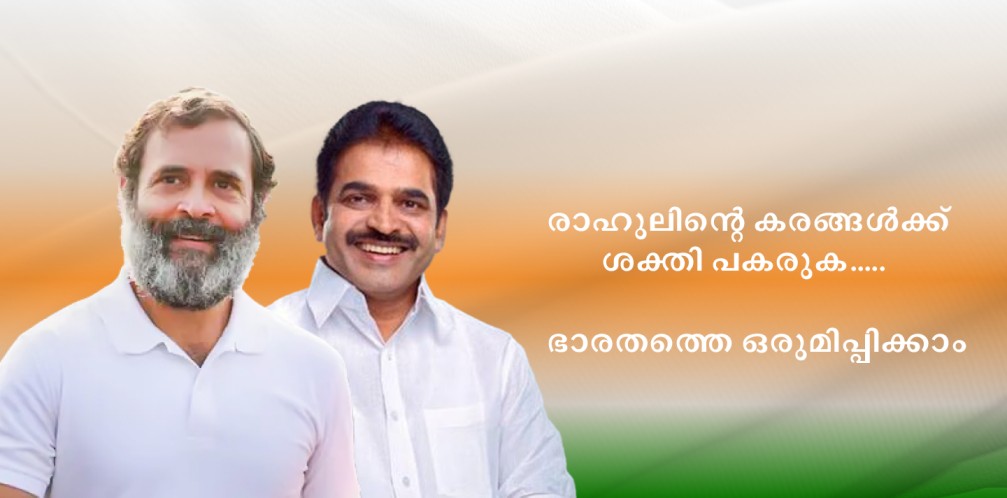 രാഹുലിന്റെ കരങ്ങൾക്ക്
ശക്തി പകരുക.....
ഭാരതത്തെ ഒരുമിപ്പിക്കാം